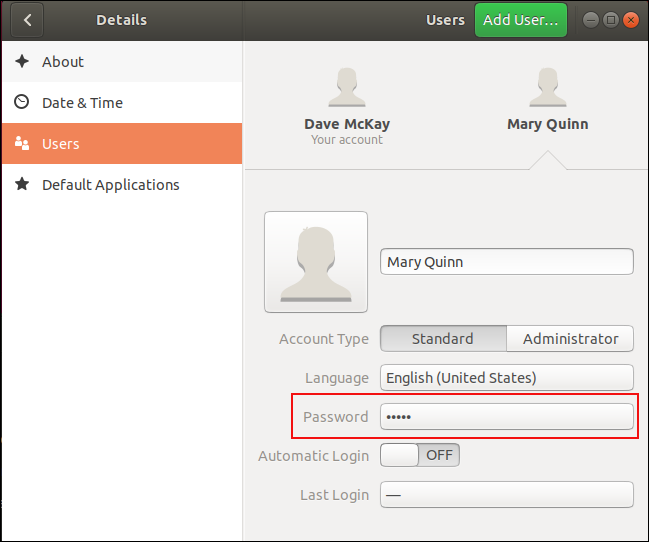 Details
Users
Add User...
About
Date & Time
Users
Default Applications
Dave McKay
Your account
Mary Quinn
Mary Quinn
Account Type
Standard
Administrator
Language
English (United States)
Password
•••••
Automatic Login
OFF
Last Login
—